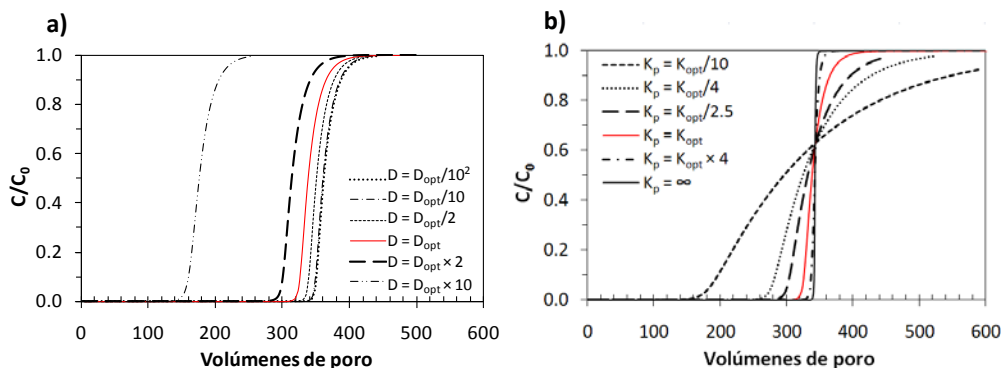 a)
C/C₀
1.0
0.8
0.6
0.4
0.2
0.0
D = Dopt/10²
D = Dopt/10
D = Dopt/2
D = Dopt
D = Dopt × 2
D = Dopt × 10
0 100 200 300 400 500 600
Volúmenes de poro
b)
C/C₀
1.0
0.8
0.6
0.4
0.2
0.0
Kp = Kopt/10
Kp = Kopt/4
Kp = Kopt/2.5
Kp = Kopt
Kp = Kopt × 4
Kp = ∞
0 100 200 300 400 500 600
Volúmenes de poro